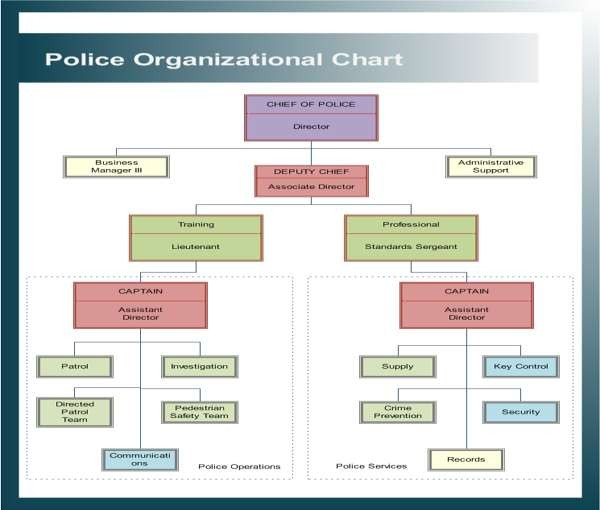 Police Organizational Chart
CHIEF OF POLICE
Director
Business
Manager III
Administrative
Support
DEPUTY CHIEF
Associate Director
Training
Lieutenant
Professional
Standards Sergeant
CAPTAIN
Assistant
Director
CAPTAIN
Assistant
Director
Patrol
Investigation
Supply
Key Control
Directed
Patrol
Team
Pedestrian
Safety Team
Crime
Prevention
Security
Communicati
ons
Police Operations
Police Services
Records